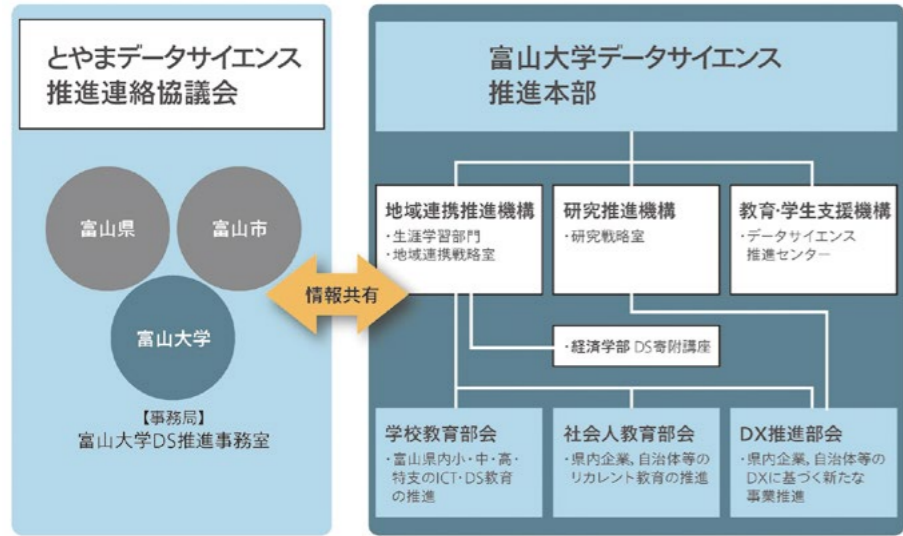 とやまデータサイエンス
推進連絡協議会
富山県
富山市
富山大学
【事務局】
富山大学DS推進事務室
情報共有
富山大学データサイエンス
推進本部
地域連携推進機構
・生涯学習部門
・地域連携戦略室
研究推進機構
・研究戦略室
教育・学生支援機構
・データサイエンス
推進センター
・経済学部 DS寄附講座
学校教育部会
・富山県内小・中・高・
特支のICT・DS教育
の推進
社会人教育部会
・県内企業,自治体等の
リカレント教育の推進
DX推進部会
・県内企業,自治体等の
DXに基づく新たな
事業推進